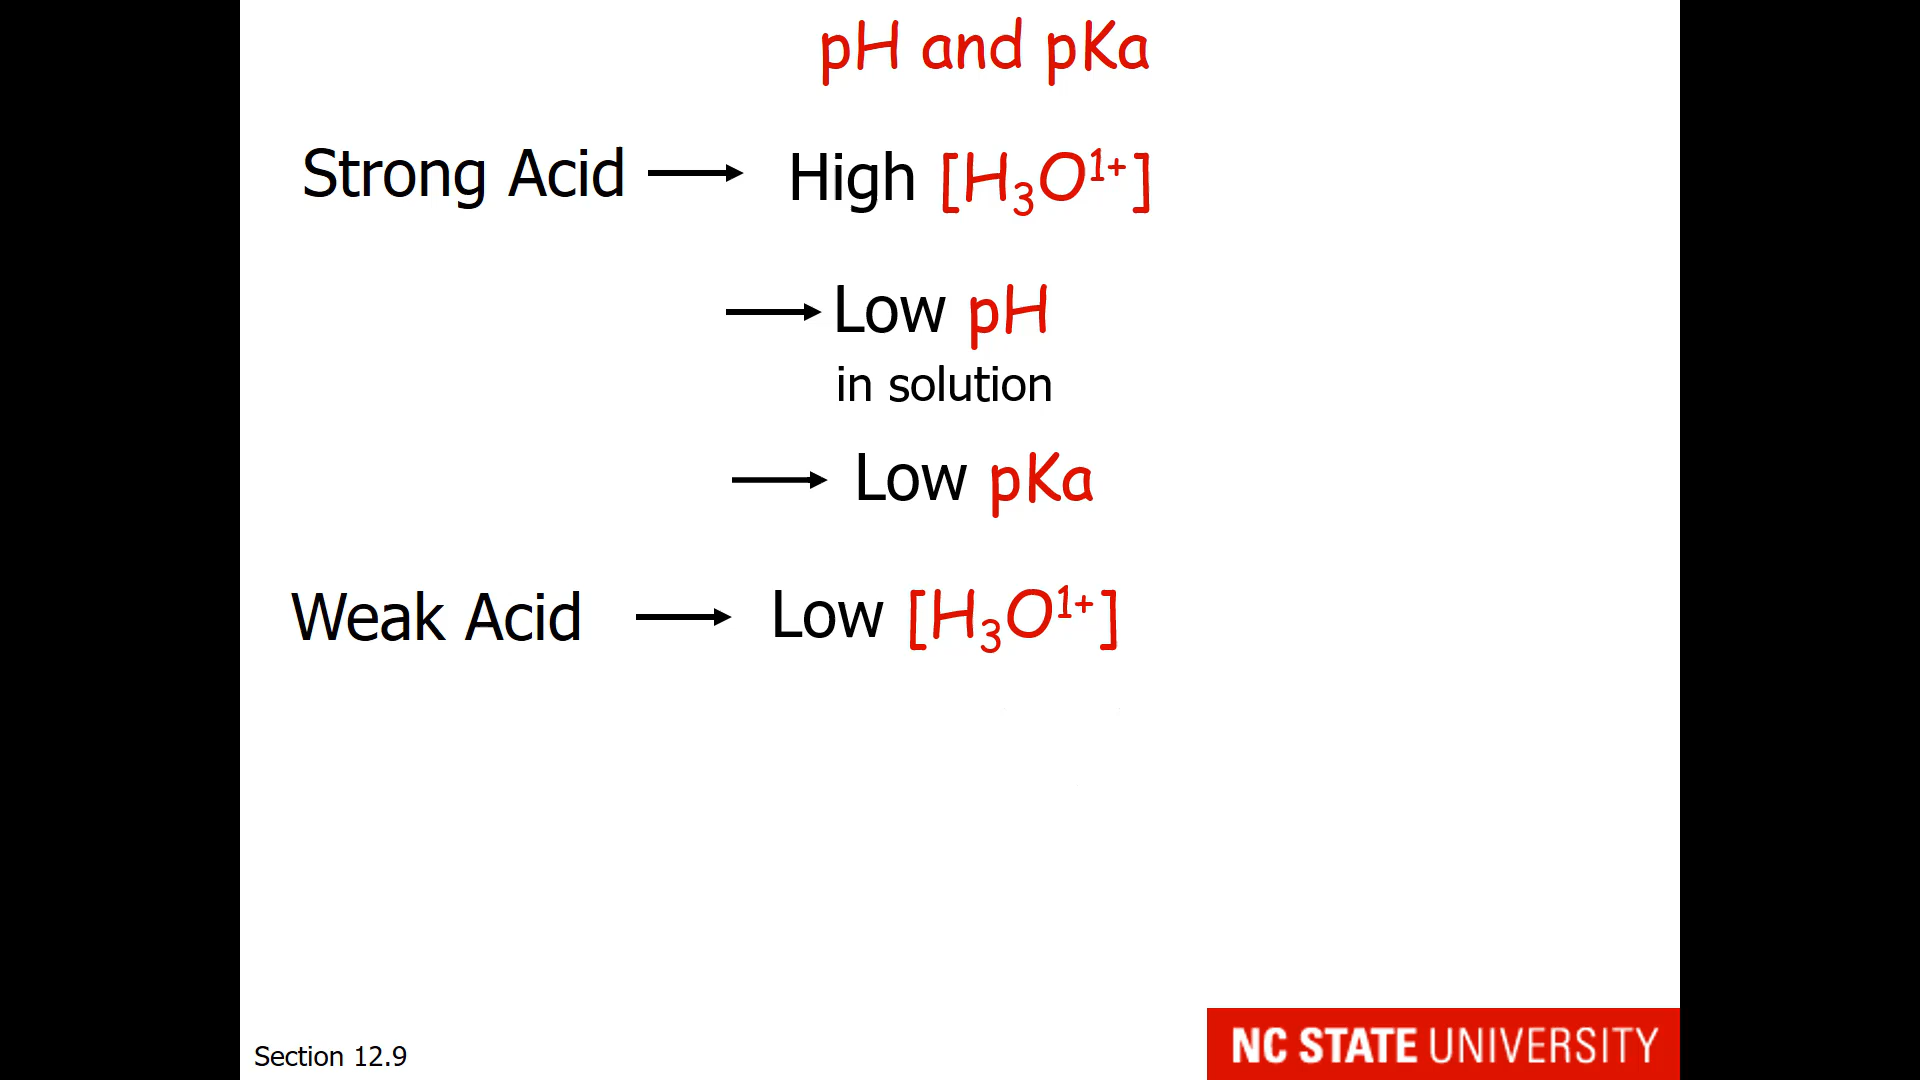 pH and pKa
Strong Acid → High [H₃O¹⁺]
→ Low pH
in solution
→ Low pKa
Weak Acid → Low [H₃O¹⁺]
Section 12.9
NC STATE UNIVERSITY